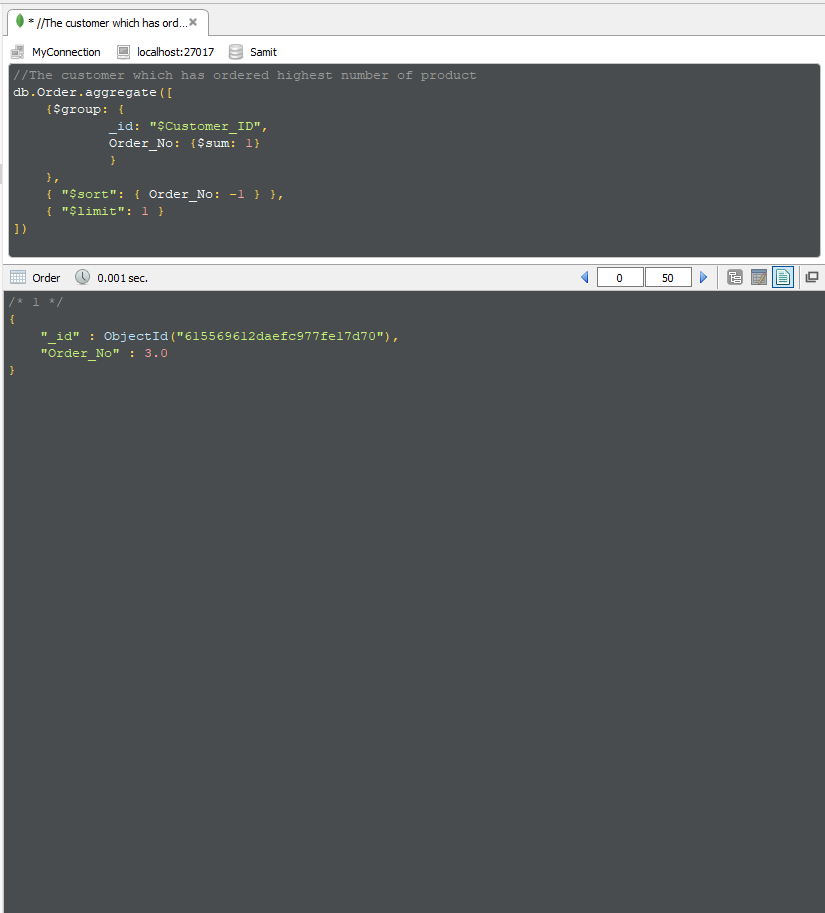 * //The customer which has ord...
MyConnection localhost:27017 Samit
//The customer which has ordered highest number of product
db.Order.aggregate([
    {$group: {
            _id: "$Customer_ID",
            Order_No: {$sum: 1}
            }
    },
    { "$sort": { Order_No: -1 } },
    { "$limit": 1 }
])
Order 0.001 sec. 0 50
/* 1 */
{
    "_id" : ObjectId("615569612daefc977fe17d70"),
    "Order_No" : 3.0
}